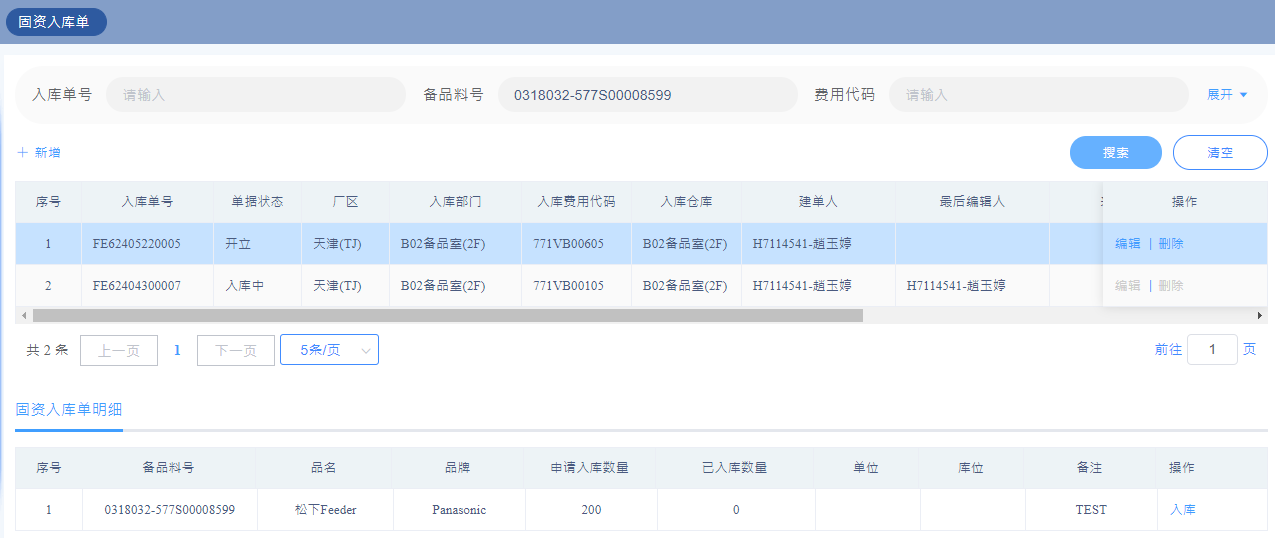 固资入库单
入库单号 请输入 备品料号 0318032-577S00008599 费用代码 请输入 展开
+ 新增 搜索 清空
序号 入库单号 单据状态 厂区 入库部门 入库费用代码 入库仓库 建单人 最后编辑人 操作
1 FE62405220005 开立 天津(TJ) B02备品室(2F) 771VB00605 B02备品室(2F) H7114541-趙玉婷 编辑 | 删除
2 FE62404300007 入库中 天津(TJ) B02备品室(2F) 771VB00105 B02备品室(2F) H7114541-趙玉婷 H7114541-趙玉婷 编辑 | 删除
共 2 条 上一页 1 下一页 5条/页 前往 1 页
固资入库单明细
序号 备品料号 品名 品牌 申请入库数量 已入库数量 单位 库位 备注 操作
1 0318032-577S00008599 松下Feeder Panasonic 200 0 TEST 入库